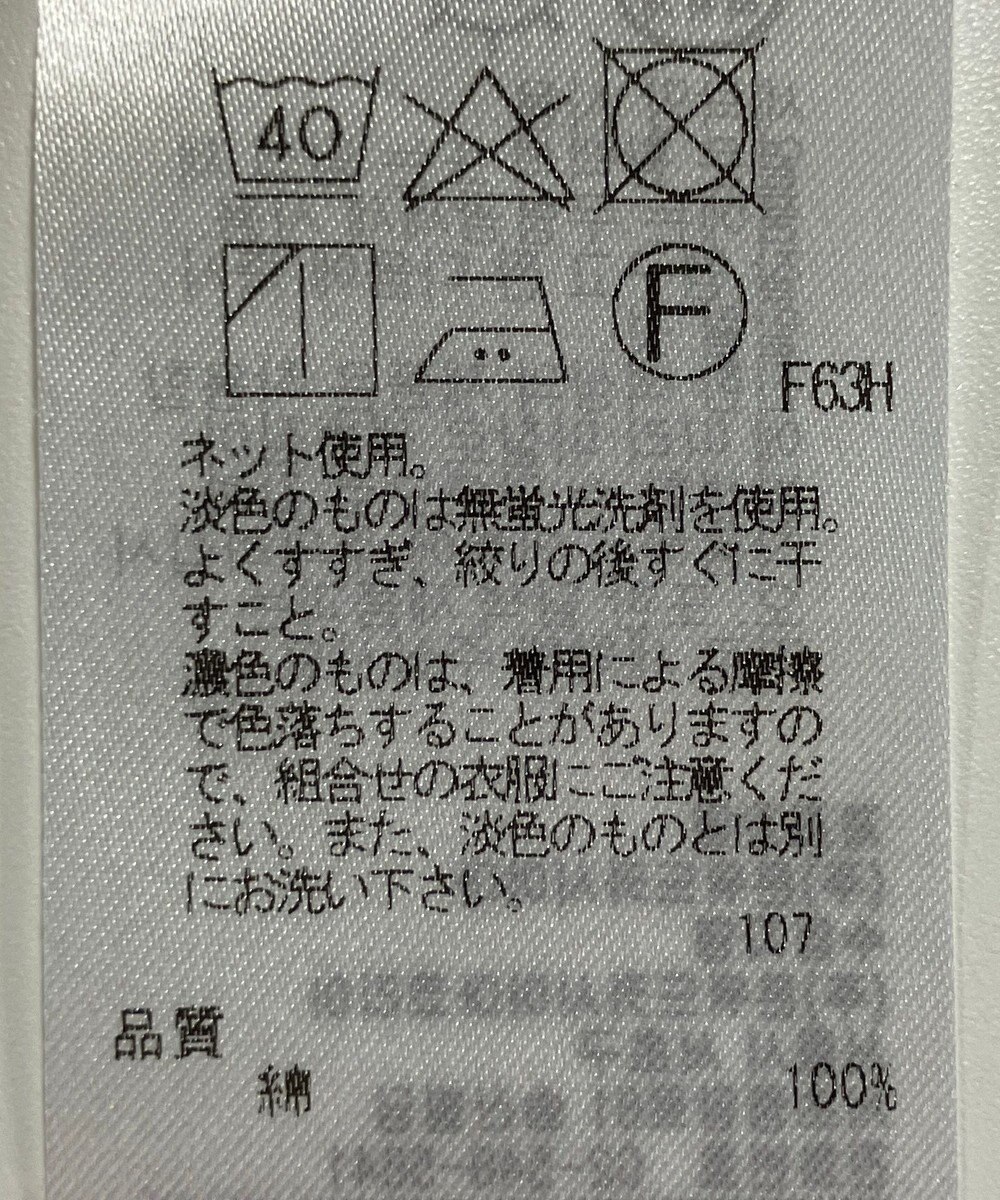 40
F
F63H
ネット使用。
淡色のものは無蛍光洗剤を使用。
よくすすぎ、絞りの後すぐに干
すこと。
濃色のものは、着用による摩擦
で色落ちすることがありますの
で、組合せの衣服にご注意くだ
さい。また、淡色のものとは別
にお洗い下さい。
107
品質
綿 100%